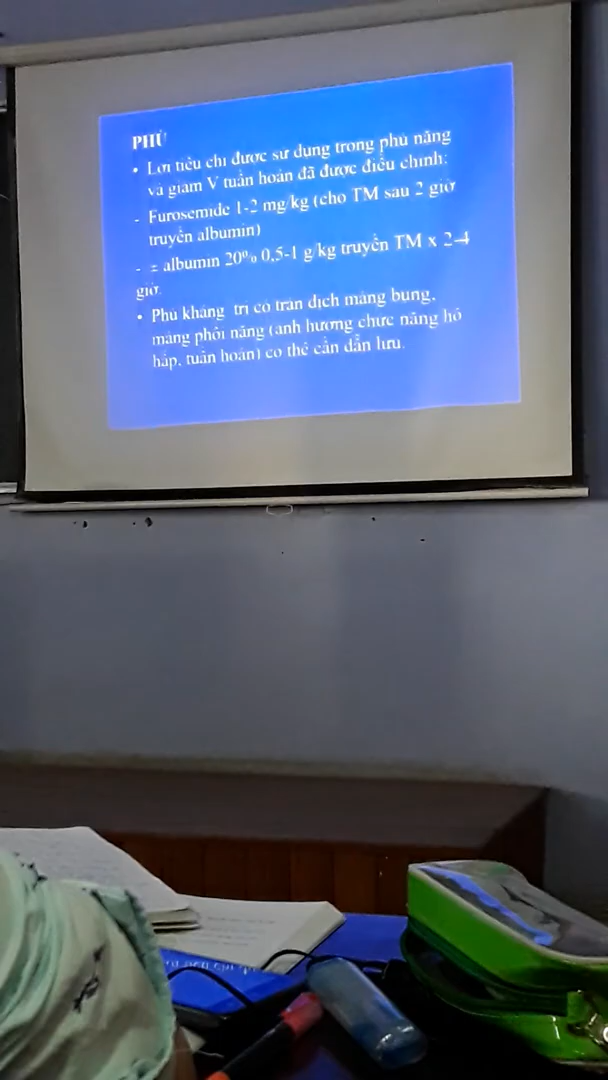 PHÙ
• Lợi tiểu chỉ được sử dụng trong phù nặng
và giảm V tuần hoàn đã được điều chỉnh:
- Furosemide 1-2 mg/kg (cho TM sau 2 giờ
truyền albumin)
- ± albumin 20% 0,5-1 g/kg truyền TM x 2-4
giờ.
• Phù kháng trị có tràn dịch màng bụng,
màng phổi nặng (ảnh hưởng chức năng hô
hấp, tuần hoàn) có thể cần dẫn lưu.